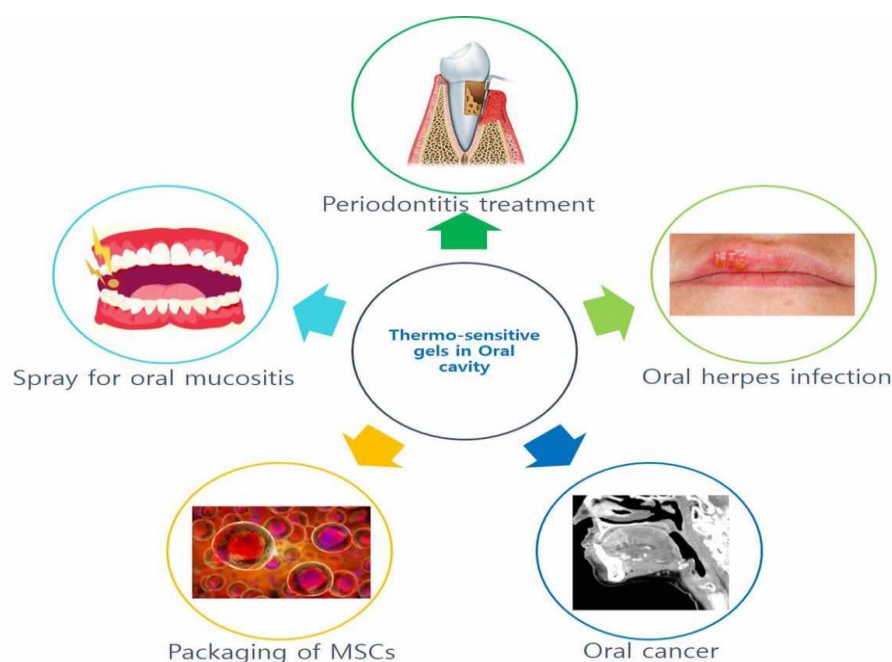 Periodontitis treatment
Spray for oral mucositis
Thermo-sensitive
gels in Oral
cavity
Oral herpes infection
Packaging of MSCs
Oral cancer